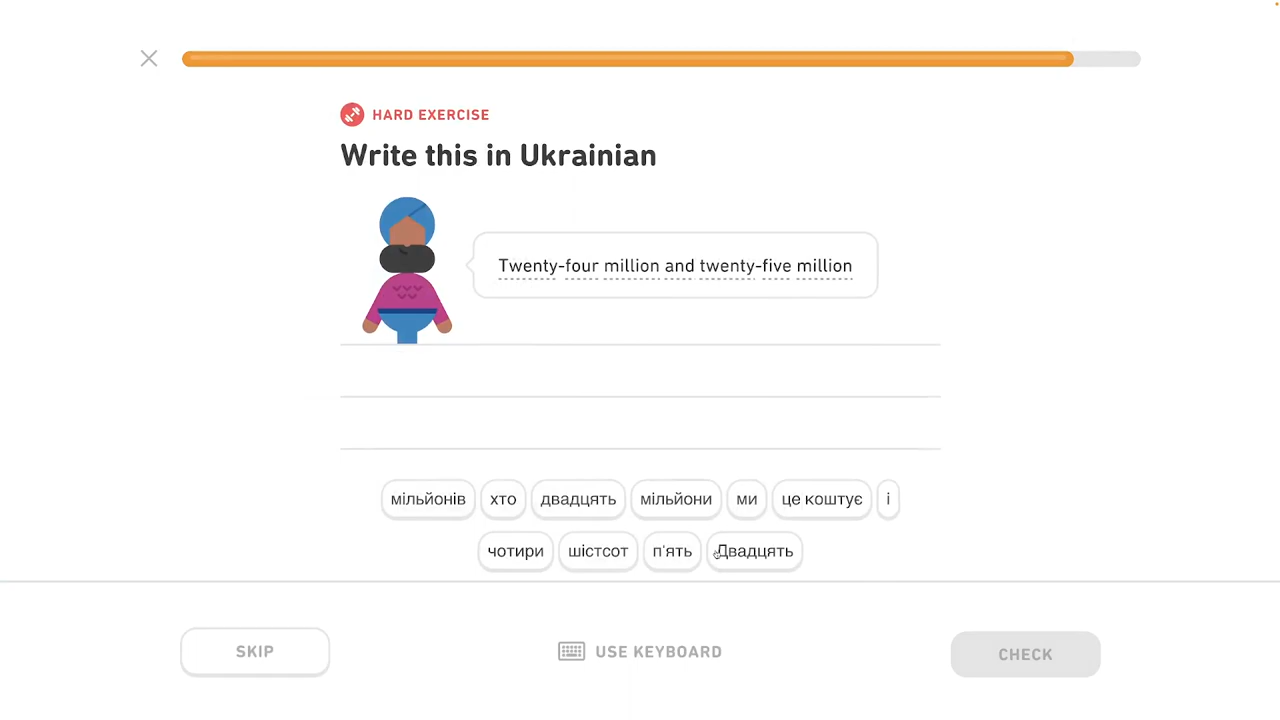 HARD EXERCISE
Write this in Ukrainian
Twenty-four million and twenty-five million
мільйонів хто двадцять мільйони ми це коштує і
чотири шістсот п'ять Двадцять
SKIP USE KEYBOARD CHECK